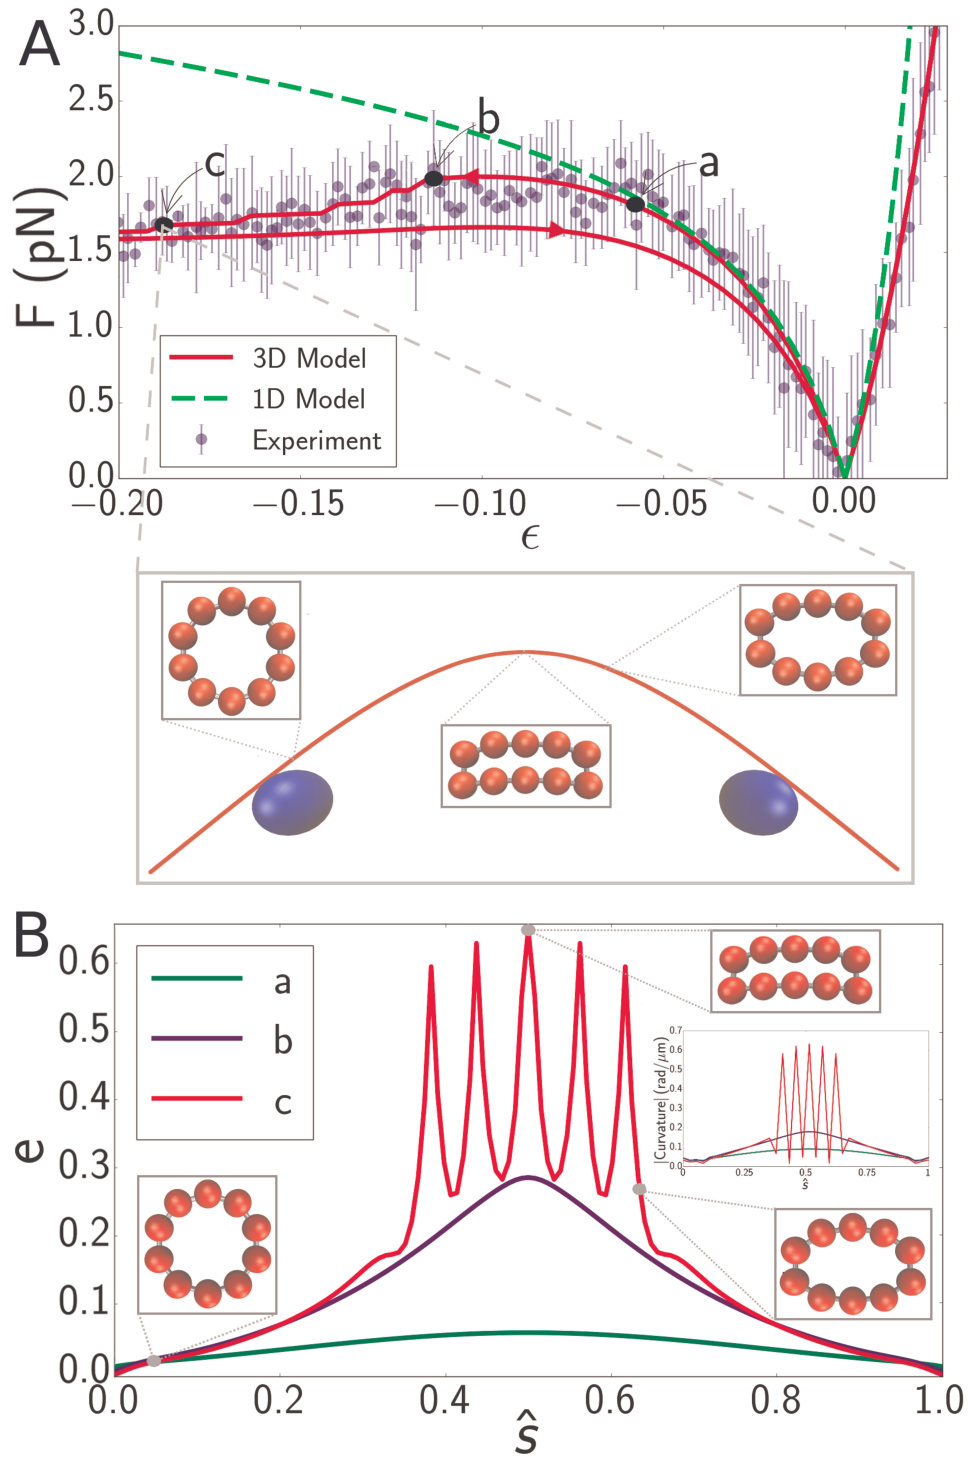 A
3.0
2.5
2.0
1.5
1.0
0.5
0.0
F (pN)
c
b
a
3D Model
1D Model
Experiment
−0.20
−0.15
−0.10
−0.05
0.00
ϵ
B
0.6
0.5
0.4
0.3
0.2
0.1
0.0
e
a
b
c
0.7
0.6
0.5
0.4
0.3
0.2
0.1
0.0
|Curvature| (rad/μm)
0
0.25
0.5
0.75
1
ŝ
0.0
0.2
0.4
0.6
0.8
1.0
ŝ